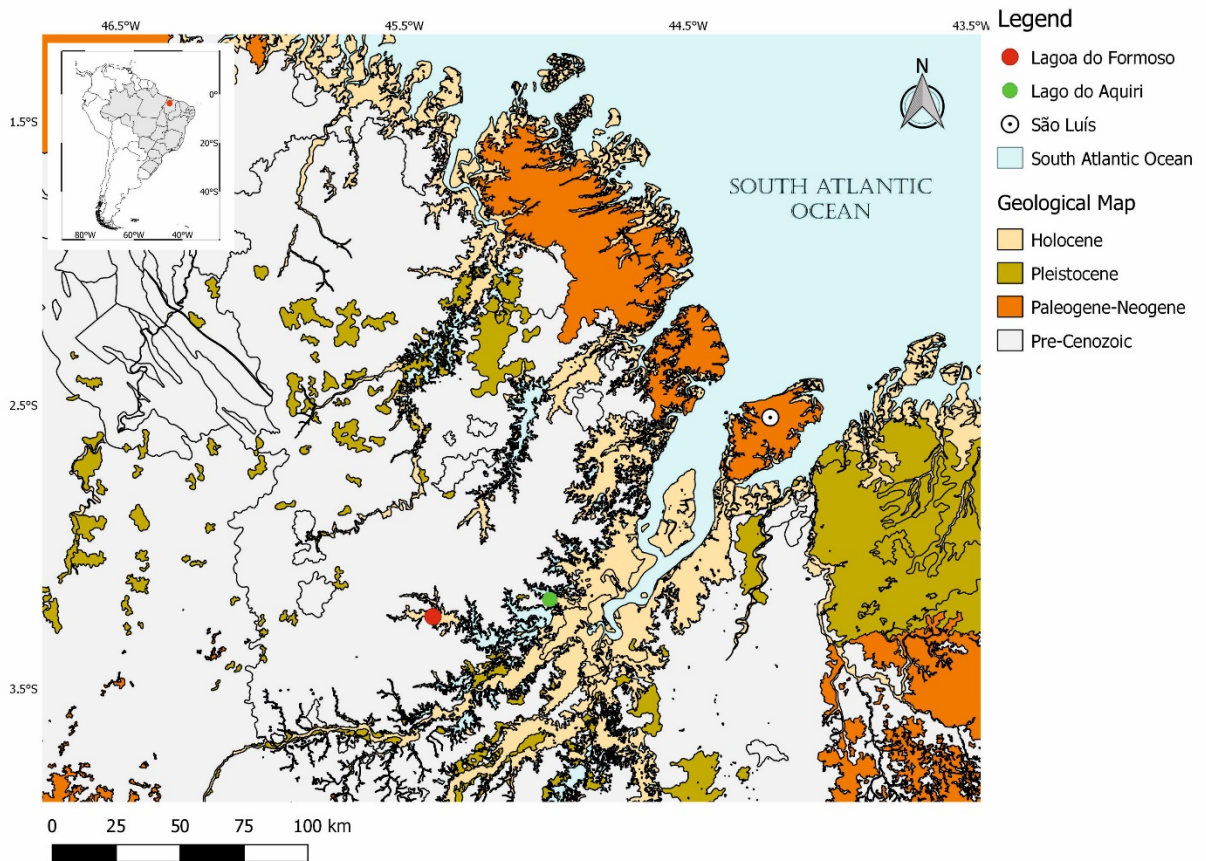 46.5°W
45.5°W
44.5°W
43.5°W
1.5°S
2.5°S
3.5°S
0°
20°S
40°S
80°W
60°W
40°W
N
SOUTH ATLANTIC
OCEAN
0 25 50 75 100 km
Legend
Lagoa do Formoso
Lago do Aquiri
São Luís
South Atlantic Ocean
Geological Map
Holocene
Pleistocene
Paleogene-Neogene
Pre-Cenozoic